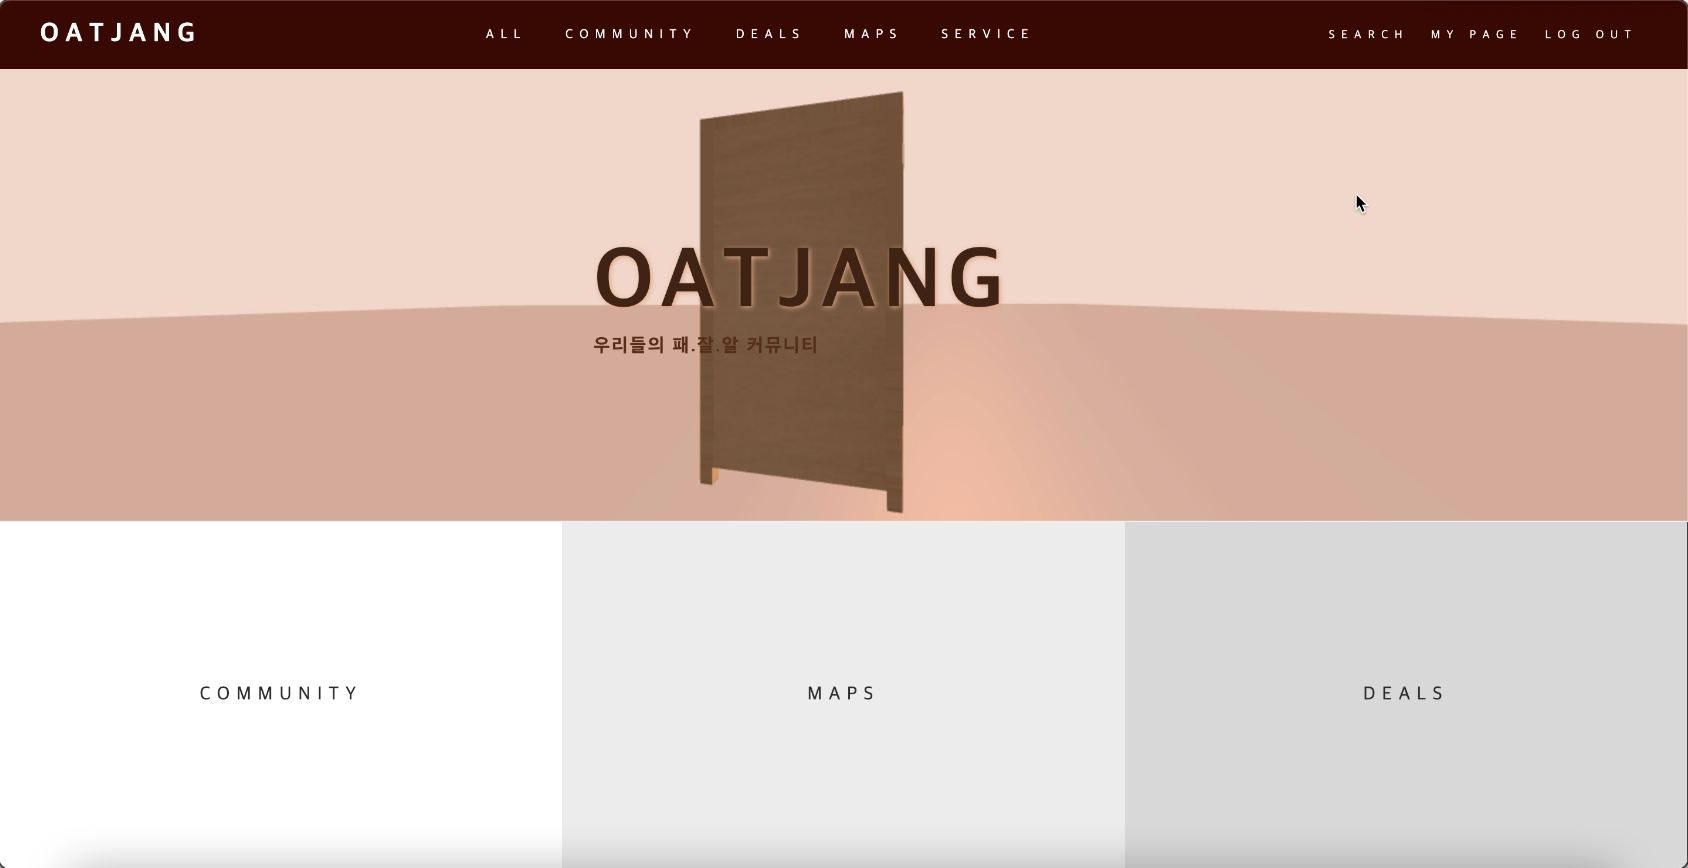 OATJANG
ALL COMMUNITY DEALS MAPS SERVICE
SEARCH MY PAGE LOG OUT
OATJANG
우리들의 패.잘.알 커뮤니티
COMMUNITY
MAPS
DEALS